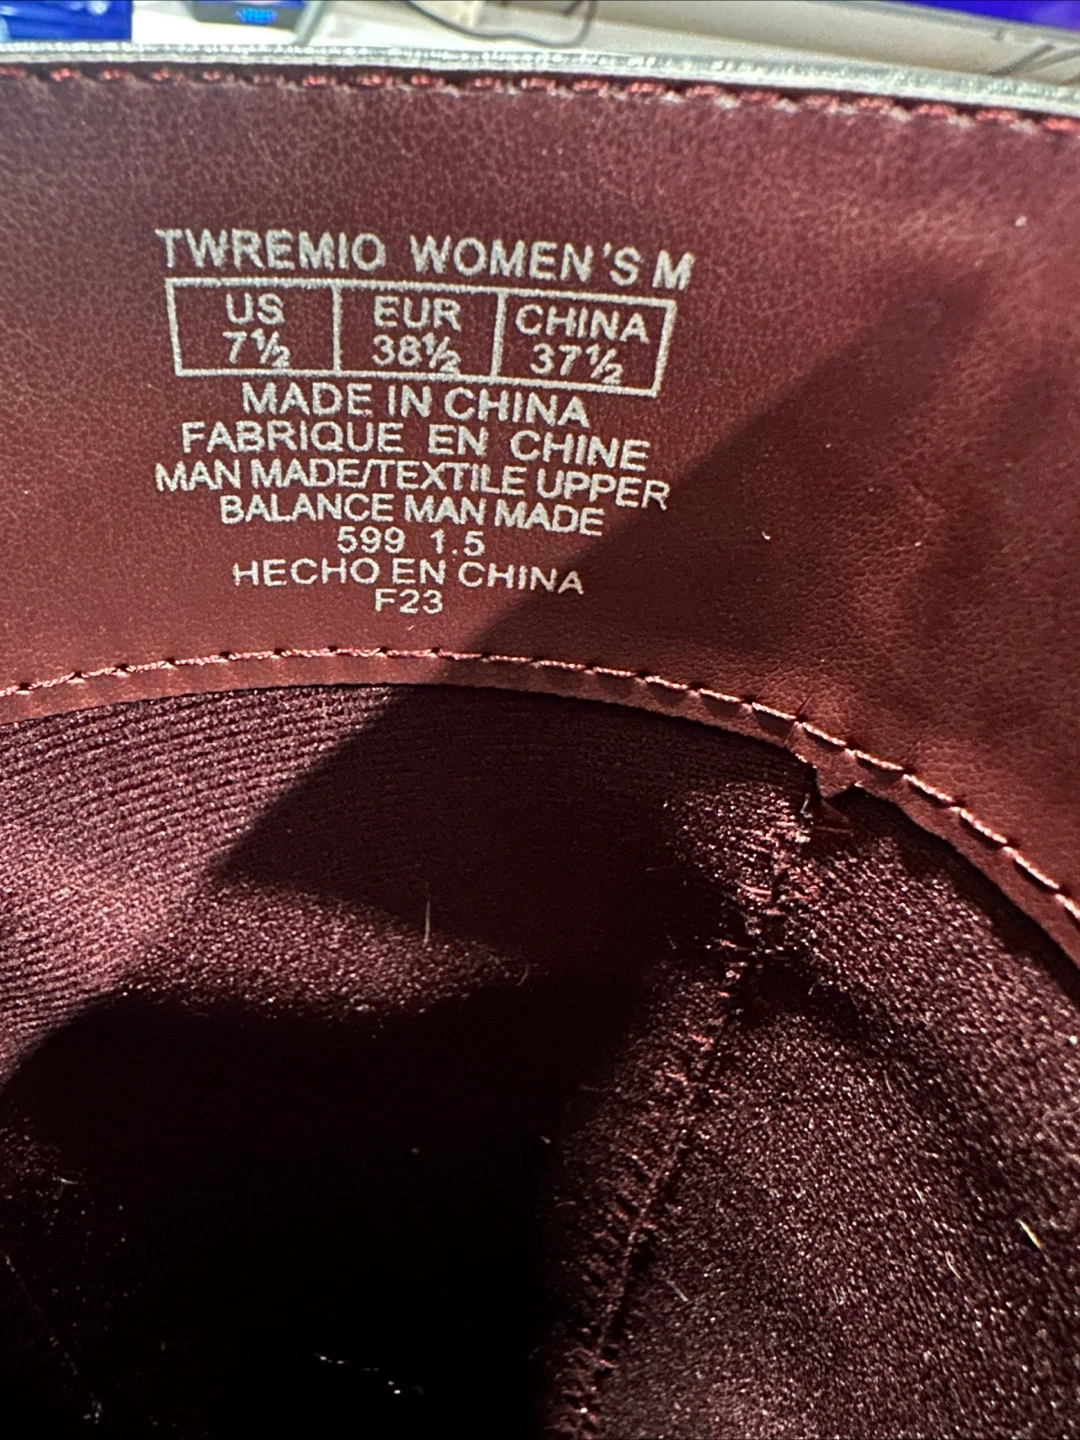 TWREMIO WOMEN'S M
US EUR CHINA
7½ 38½ 37½
MADE IN CHINA
FABRIQUE EN CHINE
MAN MADE/TEXTILE UPPER
BALANCE MAN MADE
599 1.5
HECHO EN CHINA
F23